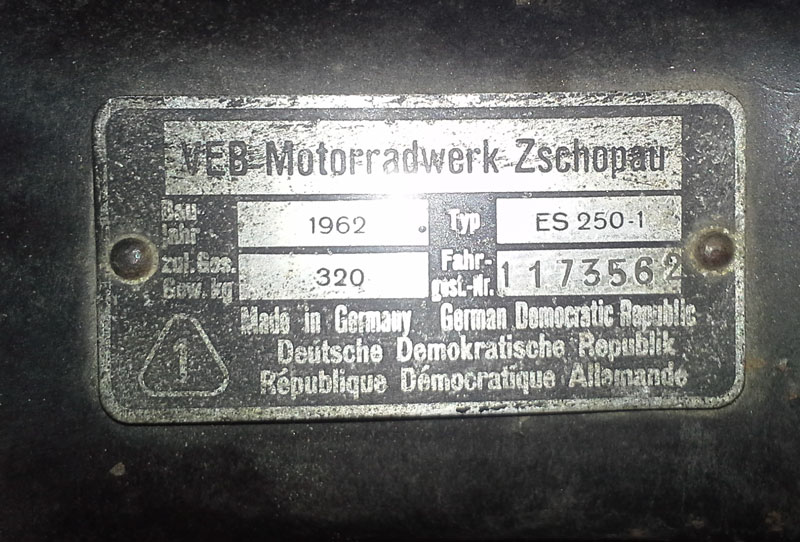 VEB Motorradwerk Zschopau
Bau Jahr 1962 Typ ES 250-1
zul. Ges. Gew. kg 320 Fahr- gest.-Nr. 1173562
Made in Germany German Democratic Republic
Deutsche Demokratische Republik
1 République Démocratique Allemande